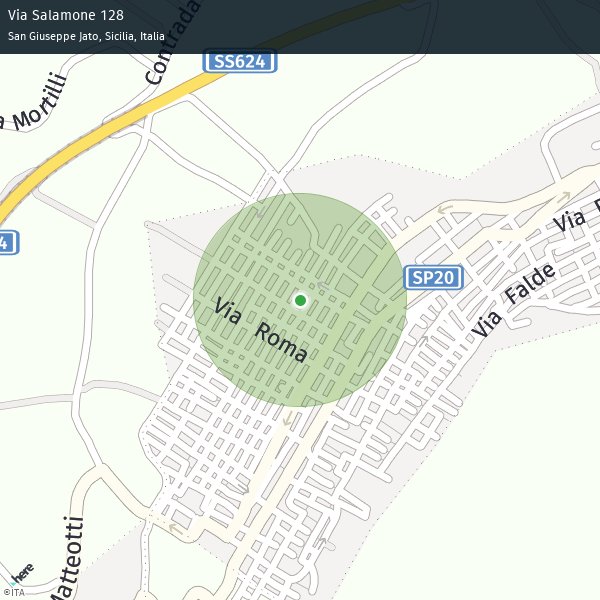 Via Salamone 128
San Giuseppe Jato, Sicilia, Italia
Contrada
SS624
Mortilli
Via
SP20
Via Falde
Via Roma
Matteotti
here
©ITA